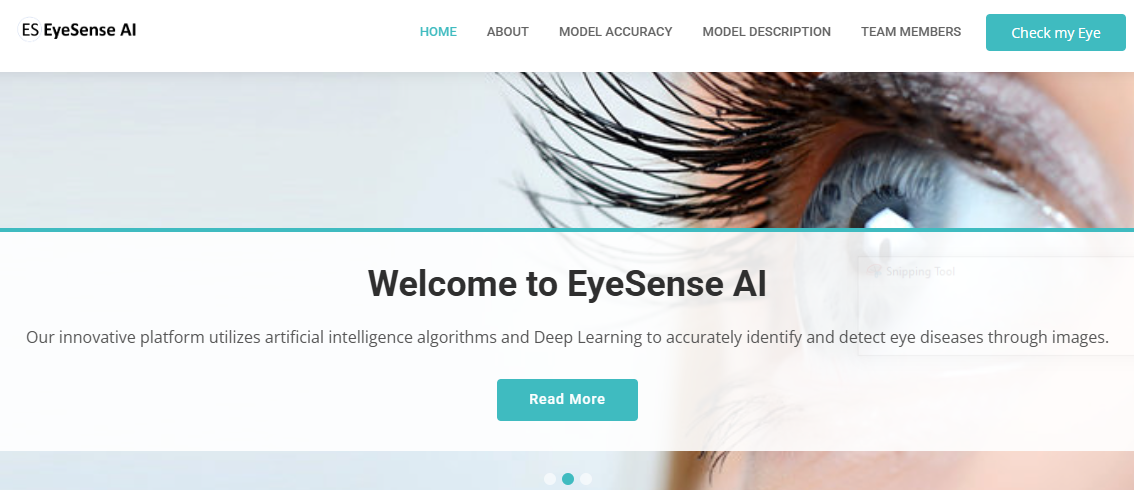 ES EyeSense AI
HOME ABOUT MODEL ACCURACY MODEL DESCRIPTION TEAM MEMBERS Check my Eye
Welcome to EyeSense AI
Snipping Tool
Our innovative platform utilizes artificial intelligence algorithms and Deep Learning to accurately identify and detect eye diseases through images.
Read More